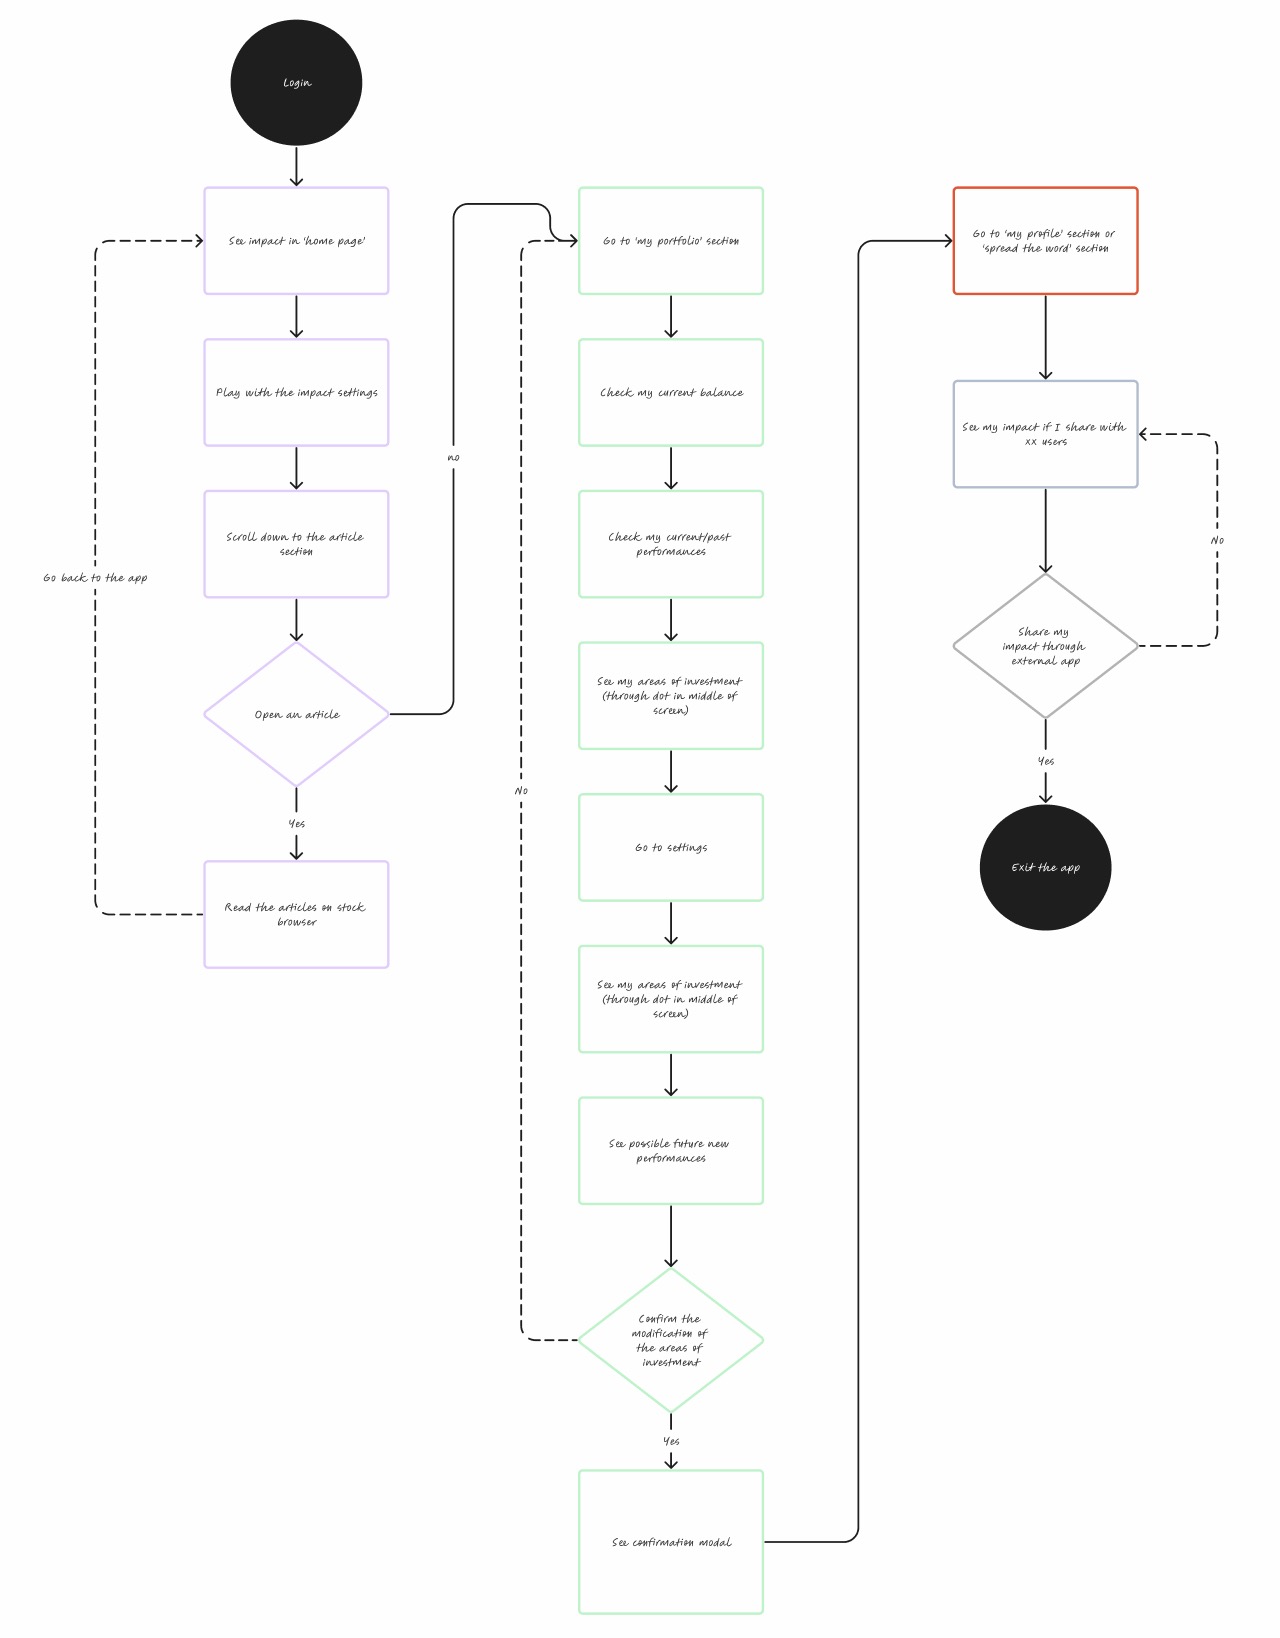 Login
See impact in 'home page'
Play with the impact settings
Scroll down to the article
section
Open an article
Yes
Read the articles on stock
browser
Go back to the app
no
Go to 'my portfolio' section
Check my current balance
Check my current/past
performances
See my areas of investment
(through dot in middle of
screen)
Go to settings
See my areas of investment
(through dot in middle of
screen)
See possible future new
performances
Confirm the
modification of
the areas of
investment
No
Yes
See confirmation modal
Go to 'my profile' section or
'spread the word' section
See my impact if I share with
xx users
Share my
impact through
external app
No
Yes
Exit the app